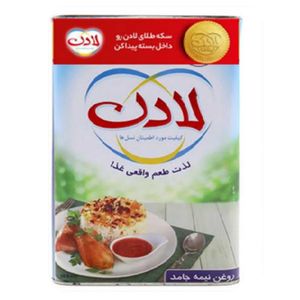 سکه طلای لادن رو
داخل بسته پیدا کن
لادن
لادن
کیفیت مورد اطمینان نسل ها
لذت طعم واقعی غذا
روغن نیمه جامد